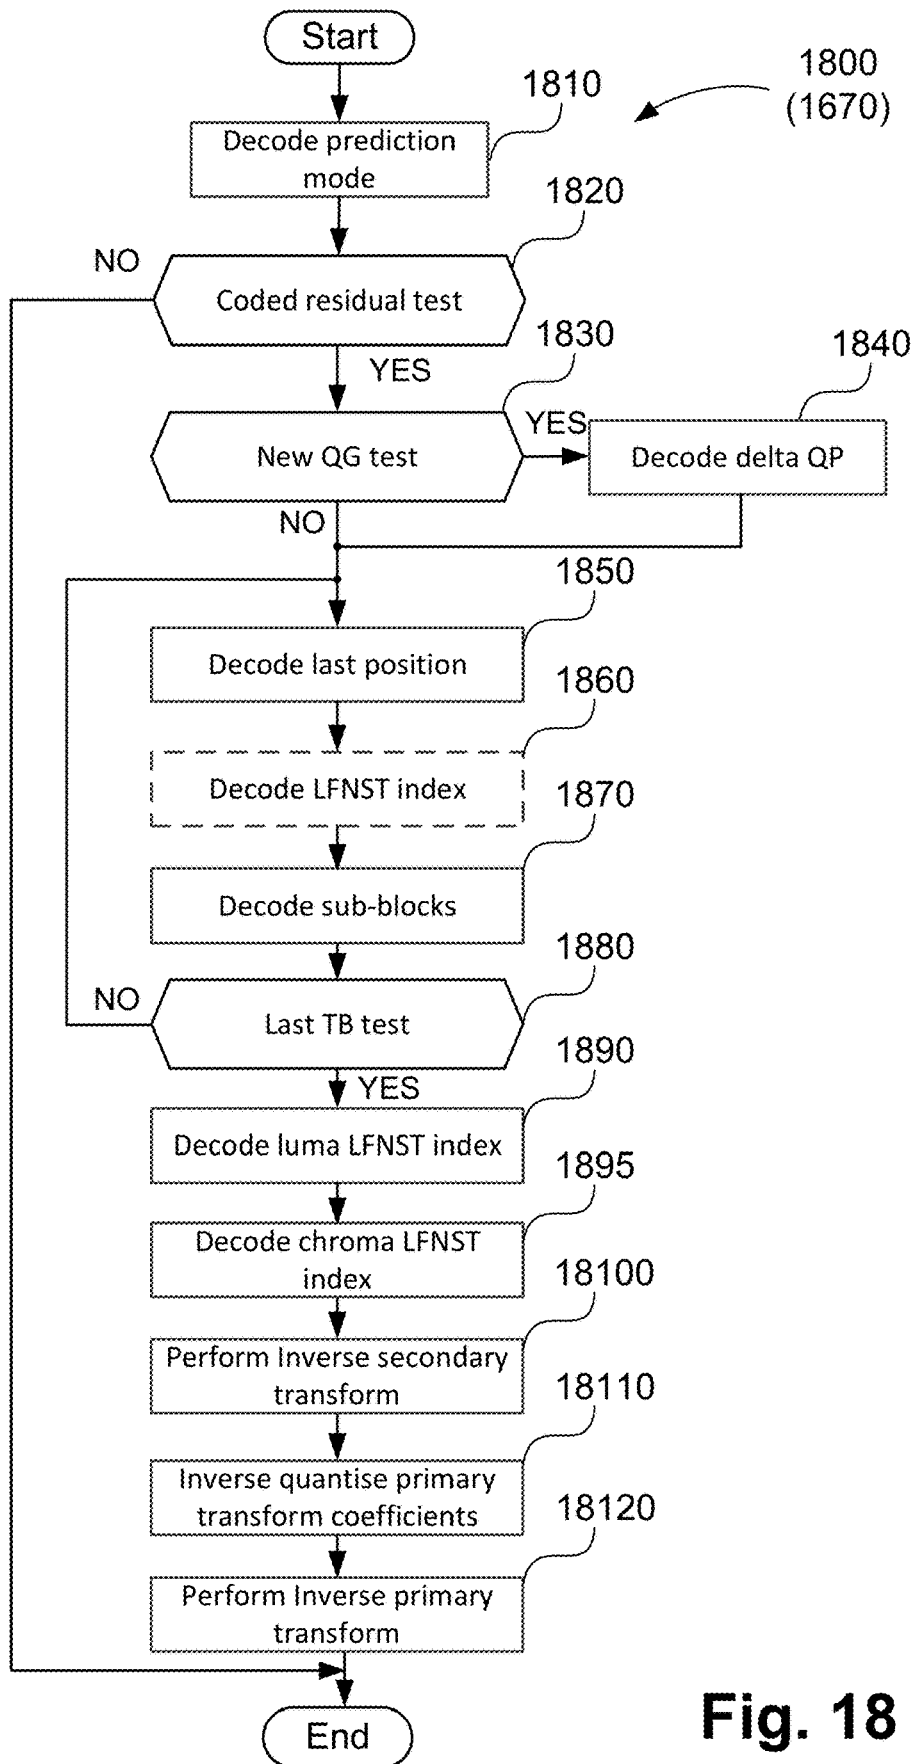 Start
1800
(1670)
1810
Decode prediction
mode
1820
NO
Coded residual test
YES
1830
1840
New QG test
YES
Decode delta QP
NO
1850
Decode last position
1860
Decode LFNST index
1870
Decode sub-blocks
1880
NO
Last TB test
YES
1890
Decode luma LFNST index
1895
Decode chroma LFNST
index
18100
Perform Inverse secondary
transform
18110
Inverse quantise primary
transform coefficients
18120
Perform Inverse primary
transform
End
Fig. 18